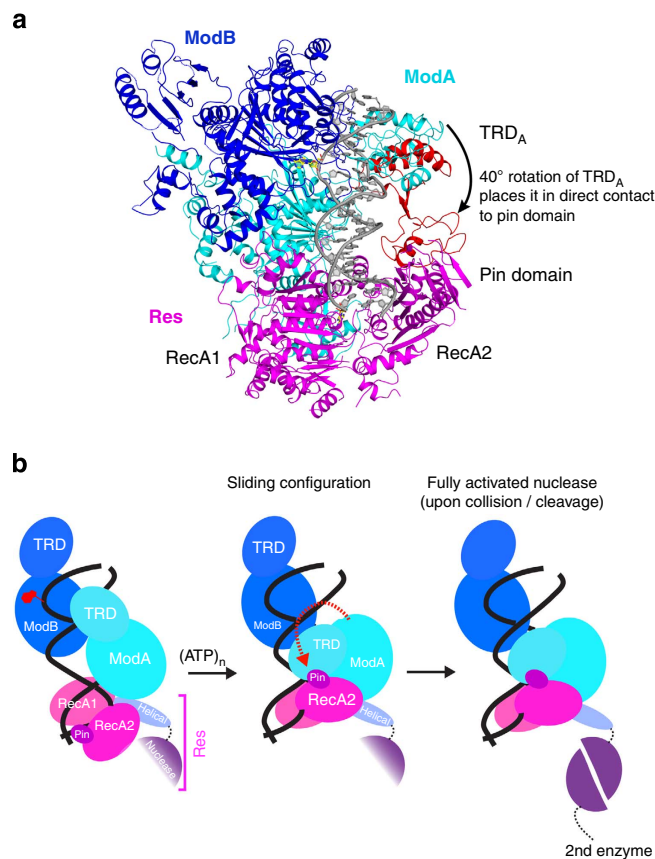 a
ModB
ModA
TRD_A
40° rotation of TRD_A
places it in direct contact
to pin domain
Pin domain
Res
RecA1
RecA2
b
Sliding configuration
Fully activated nuclease
(upon collision / cleavage)
TRD
TRD
ModB
TRD
ModB
TRD
ModA
ModA
(ATP)n
Pin
RecA1
RecA2
RecA2
Helical
Helical
Pin
Nuclease
Res
2nd enzyme